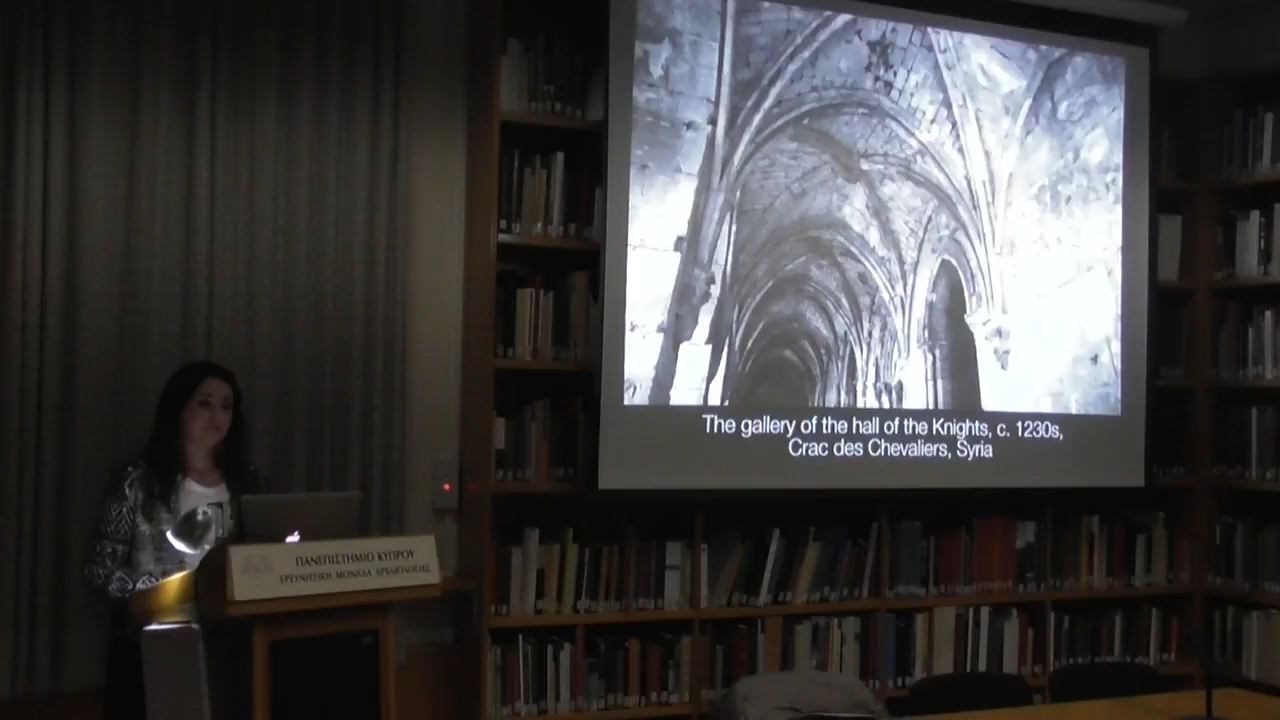 The gallery of the hall of the Knights, c. 1230s,
Crac des Chevaliers, Syria
ΠΑΝΕΠΙΣΤΗΜΙΟ ΚΥΠΡΟΥ
ΕΡΕΥΝΗΤΙΚΗ ΜΟΝΑΔΑ ΑΡΧΑΙΟΛΟΓΙΑΣ